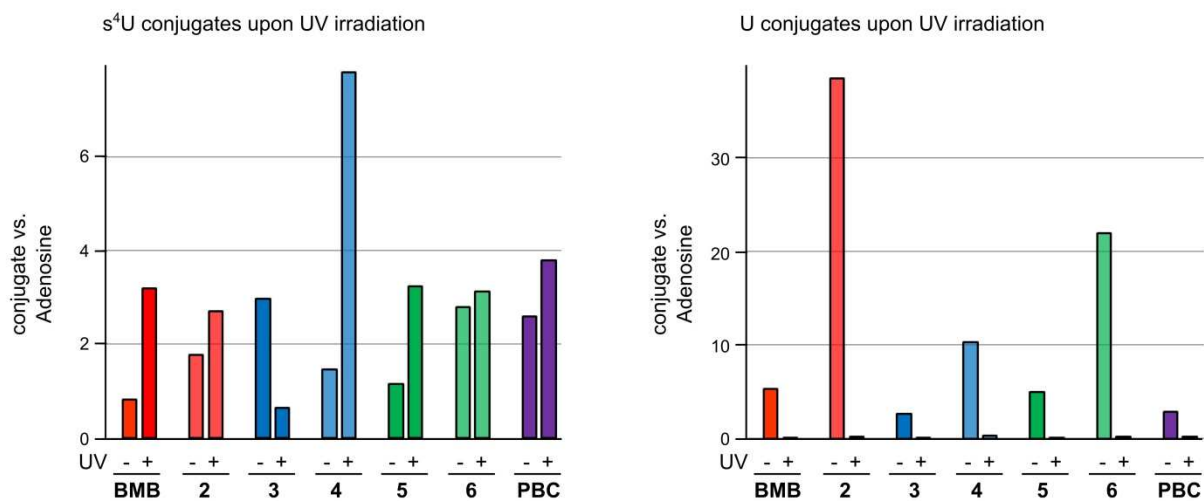 s⁴U conjugates upon UV irradiation
conjugate vs.
Adenosine
6
4
2
0
UV - + - + - + - + - + - + - +
BMB 2 3 4 5 6 PBC
U conjugates upon UV irradiation
conjugate vs.
Adenosine
30
20
10
0
UV - + - + - + - + - + - + - +
BMB 2 3 4 5 6 PBC